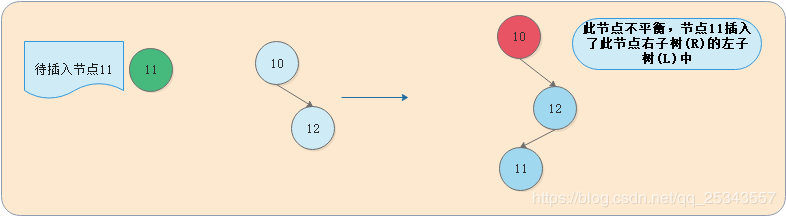 待插入节点11
11
10
12
10
12
11
此节点不平衡，节点11插入
了此节点右子树(R)的左子
树(L)中
https://blog.csdn.net/qq_25343557